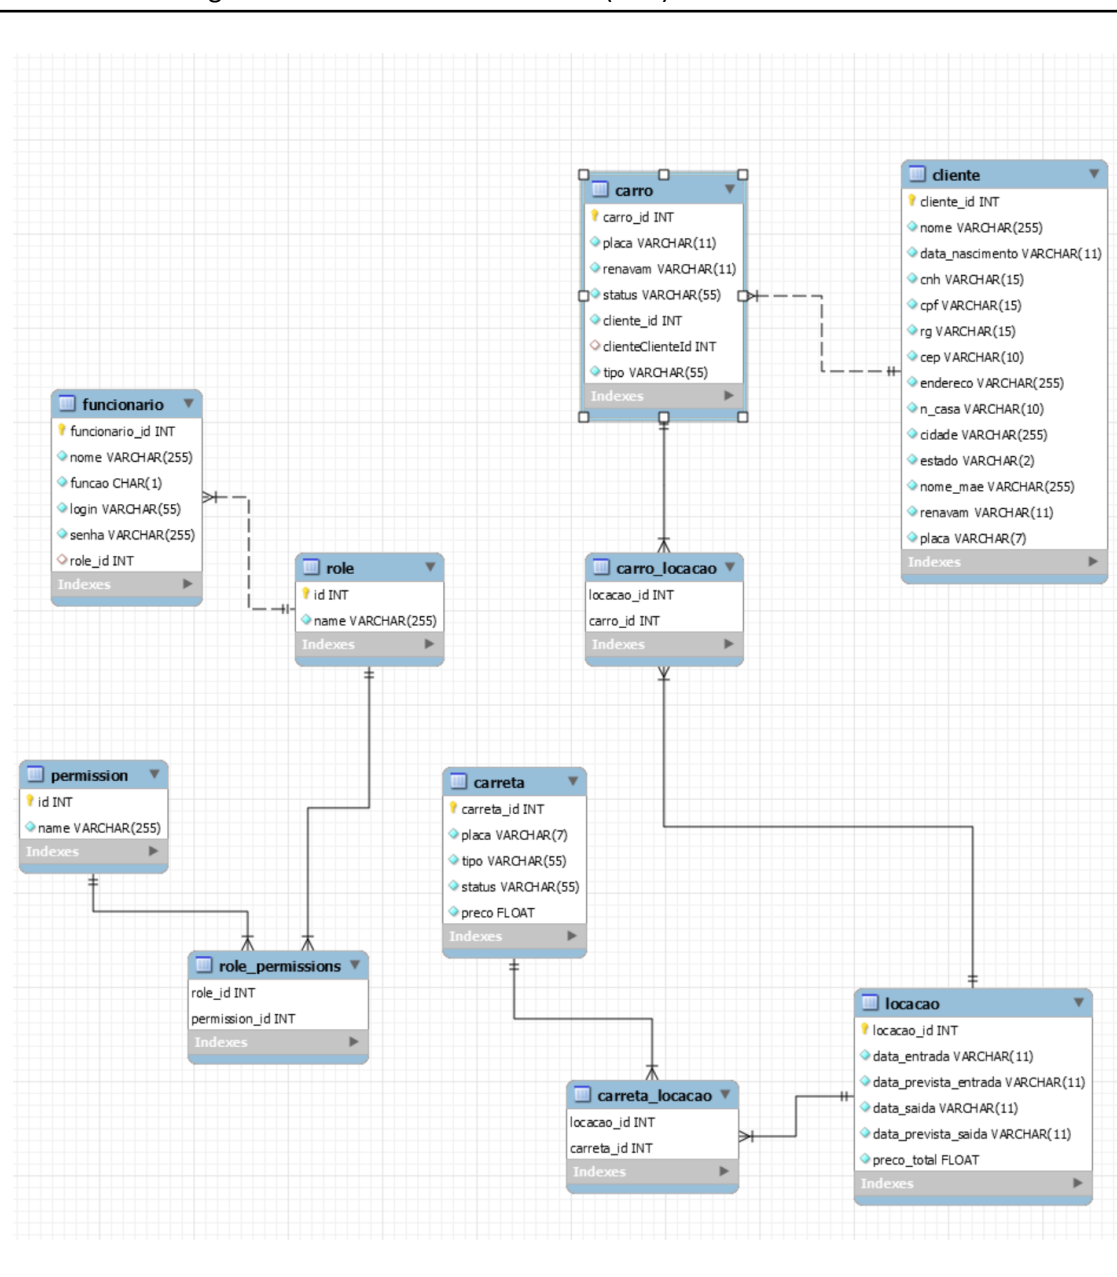 carro
carro_id INT
placa VARCHAR(11)
renavam VARCHAR(11)
status VARCHAR(55)
cliente_id INT
clienteClienteId INT
tipo VARCHAR(55)
Indexes
cliente
cliente_id INT
nome VARCHAR(255)
data_nascimento VARCHAR(11)
cnh VARCHAR(15)
cpf VARCHAR(15)
rg VARCHAR(15)
cep VARCHAR(10)
endereco VARCHAR(255)
n_casa VARCHAR(10)
cidade VARCHAR(255)
estado VARCHAR(2)
nome_mae VARCHAR(255)
renavam VARCHAR(11)
placa VARCHAR(7)
Indexes
funcionario
funcionario_id INT
nome VARCHAR(255)
funcao CHAR(1)
login VARCHAR(55)
senha VARCHAR(255)
role_id INT
Indexes
role
id INT
name VARCHAR(255)
Indexes
carro_locacao
locacao_id INT
carro_id INT
Indexes
permission
id INT
name VARCHAR(255)
Indexes
carreta
carreta_id INT
placa VARCHAR(7)
tipo VARCHAR(55)
status VARCHAR(55)
preco FLOAT
Indexes
role_permissions
role_id INT
permission_id INT
Indexes
locacao
locacao_id INT
data_entrada VARCHAR(11)
data_prevista_entrada VARCHAR(11)
data_saida VARCHAR(11)
data_prevista_saida VARCHAR(11)
preco_total FLOAT
Indexes
carreta_locacao
locacao_id INT
carreta_id INT
Indexes